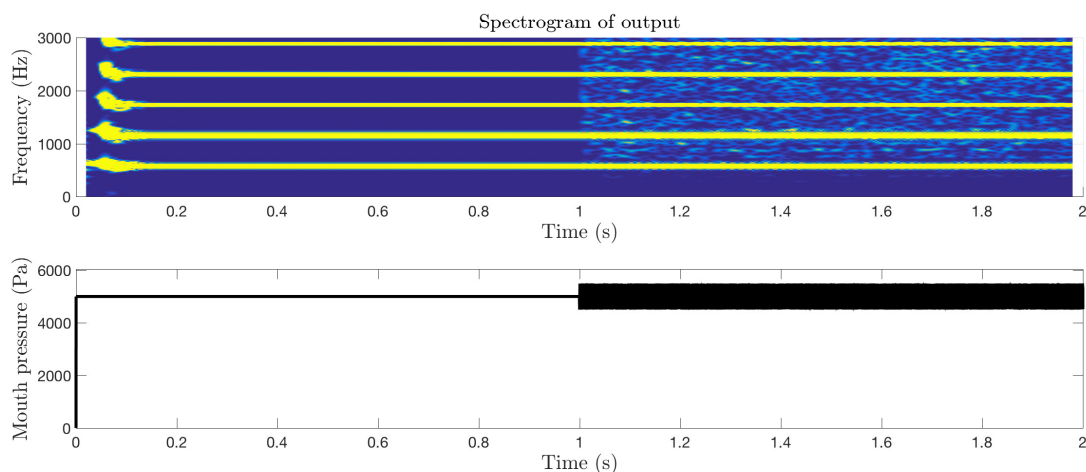 Spectrogram of output
Frequency (Hz)
3000
2000
1000
0
0 0.2 0.4 0.6 0.8 1 1.2 1.4 1.6 1.8 2
Time (s)
Mouth pressure (Pa)
6000
4000
2000
0
0 0.2 0.4 0.6 0.8 1 1.2 1.4 1.6 1.8 2
Time (s)